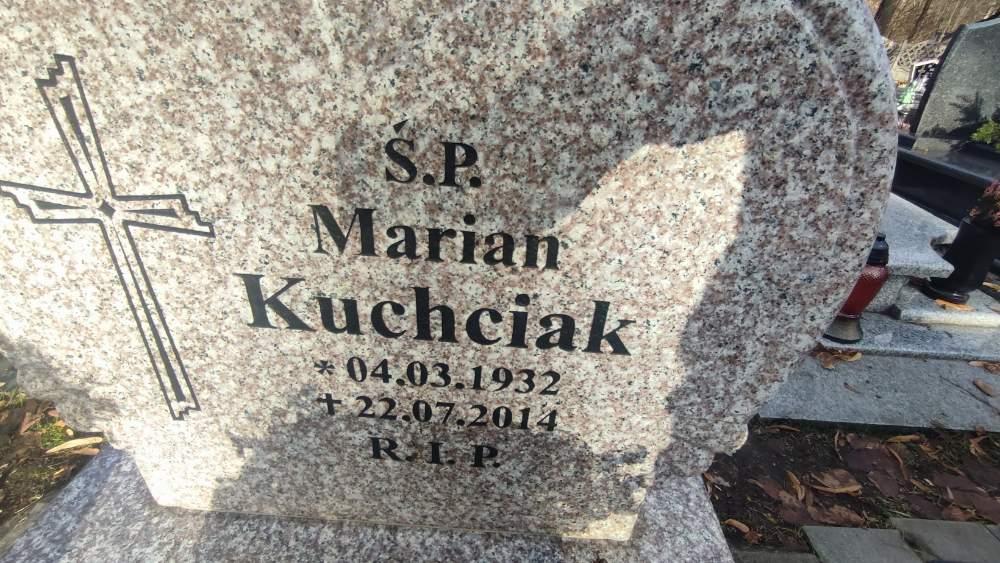 Ś.P.
Marian
Kuchciak
* 04.03.1932
✝ 22.07.2014
R. I. P.